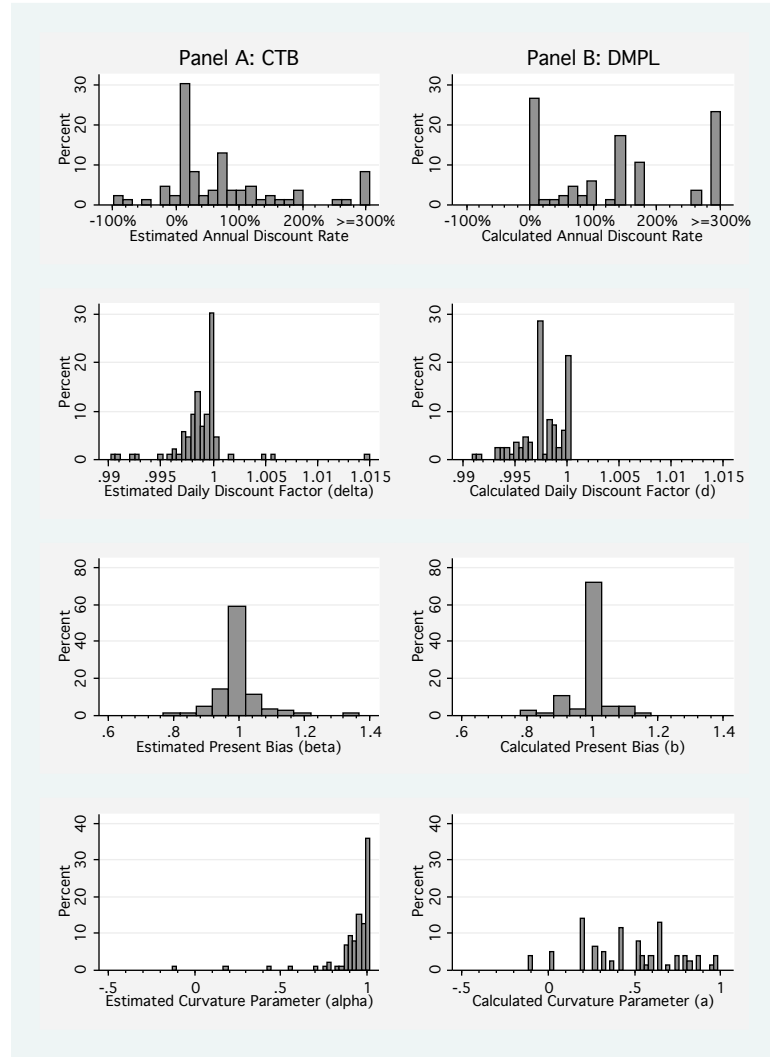 Panel A: CTB
Panel B: DMPL
Percent
0 10 20 30
-100% 0% 100% 200% >=300%
Estimated Annual Discount Rate
Percent
0 10 20 30
-100% 0% 100% 200% >=300%
Calculated Annual Discount Rate
Percent
0 10 20 30
.99 .995 1 1.005 1.01 1.015
Estimated Daily Discount Factor (delta)
Percent
0 10 20 30
.99 .995 1 1.005 1.01 1.015
Calculated Daily Discount Factor (d)
Percent
0 20 40 60 80
.6 .8 1 1.2 1.4
Estimated Present Bias (beta)
Percent
0 20 40 60 80
.6 .8 1 1.2 1.4
Calculated Present Bias (b)
Percent
0 10 20 30 40
-.5 0 .5 1
Estimated Curvature Parameter (alpha)
Percent
0 10 20 30 40
-.5 0 .5 1
Calculated Curvature Parameter (a)